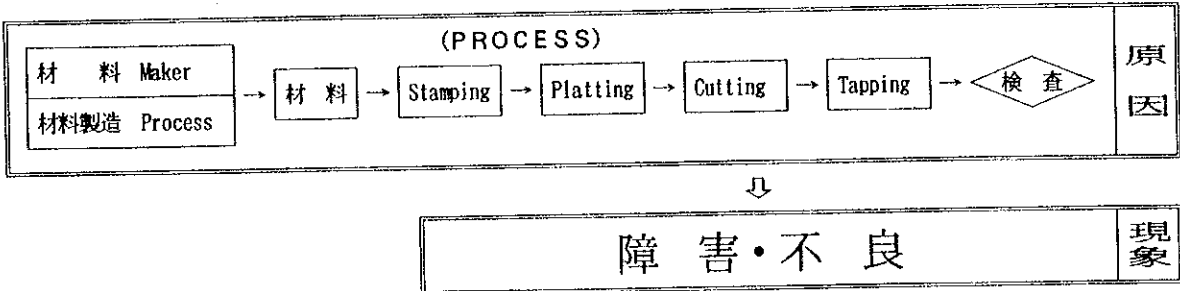 (PROCESS)
材 料 Maker
材料製造 Process
→ 材 料 → Stamping → Platting → Cutting → Tapping → 検 査
原因
障 害・不 良
現象